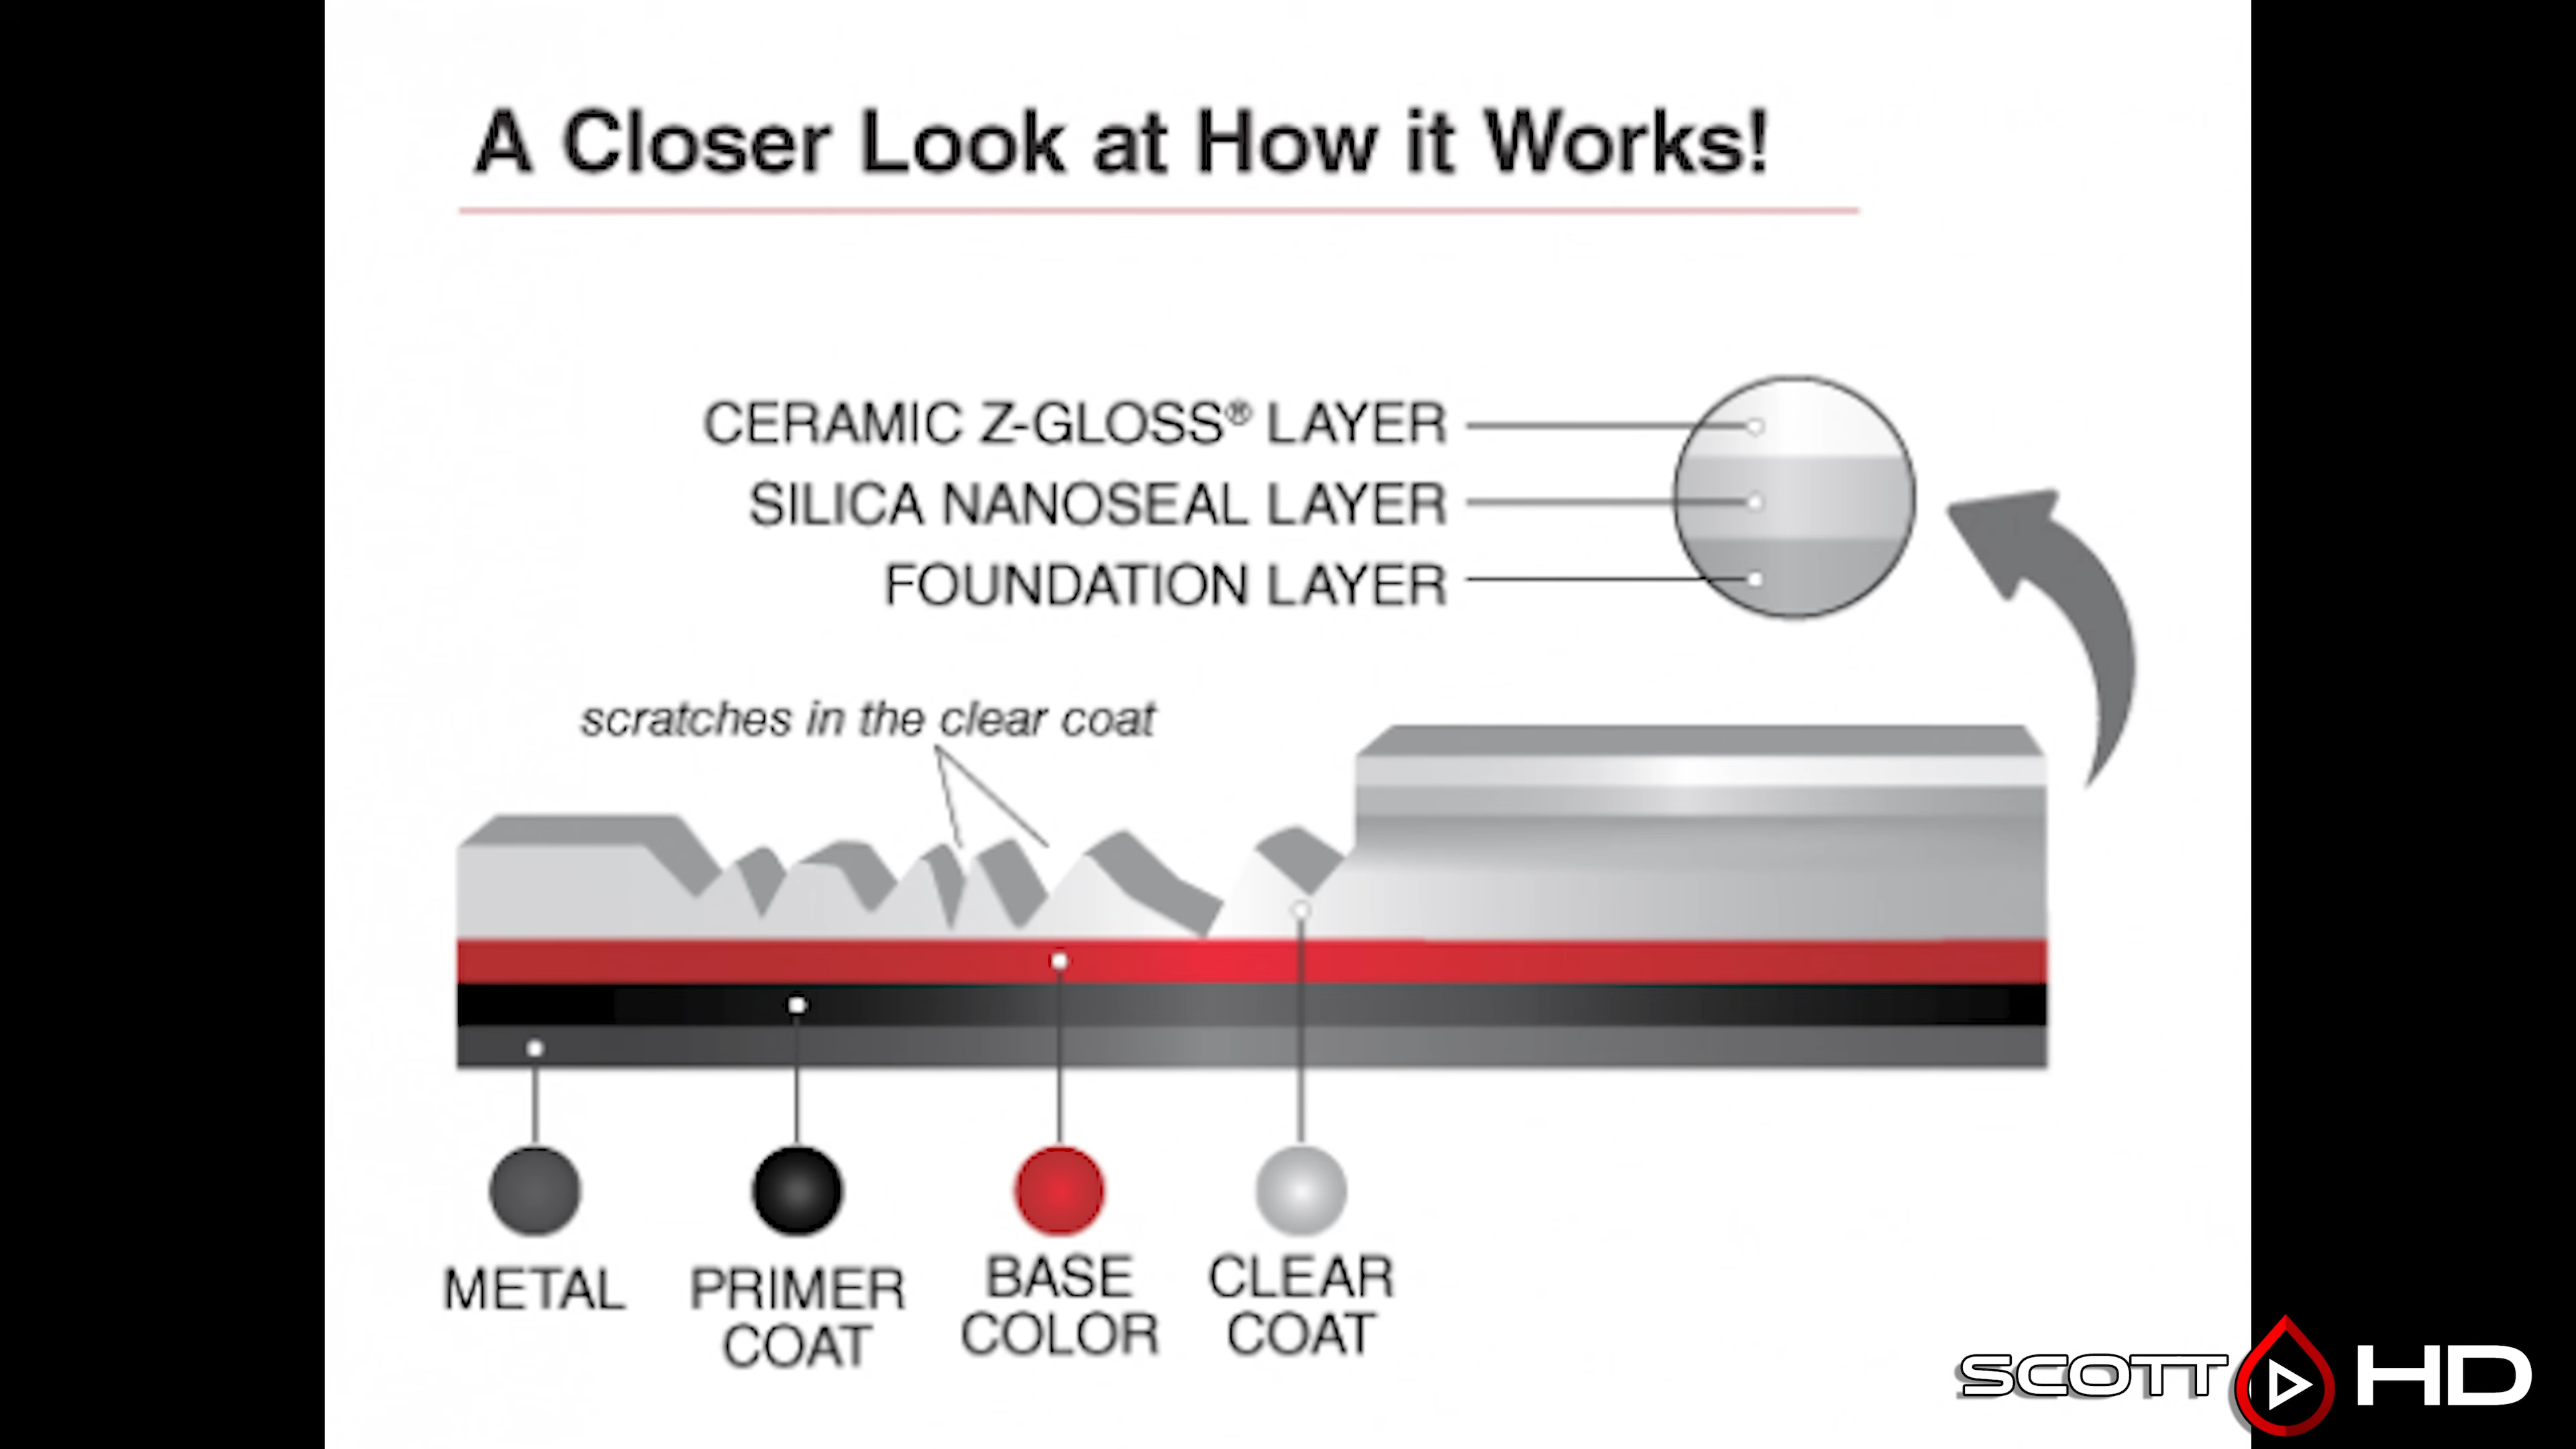 A Closer Look at How it Works!
CERAMIC Z-GLOSS® LAYER
SILICA NANOSEAL LAYER
FOUNDATION LAYER
scratches in the clear coat
METAL
PRIMER
COAT
BASE
COLOR
CLEAR
COAT
SCOTT HD